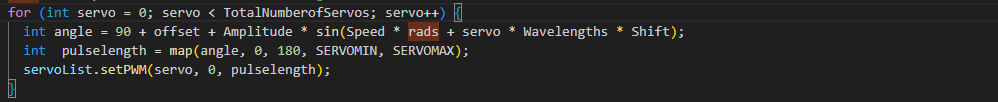 for (int servo = 0; servo < TotalNumberofServos; servo++) {
  int angle = 90 + offset + Amplitude * sin(Speed * rads + servo * Wavelengths * Shift);
  int  pulselength = map(angle, 0, 180, SERVOMIN, SERVOMAX);
  servoList.setPWM(servo, 0, pulselength);
}